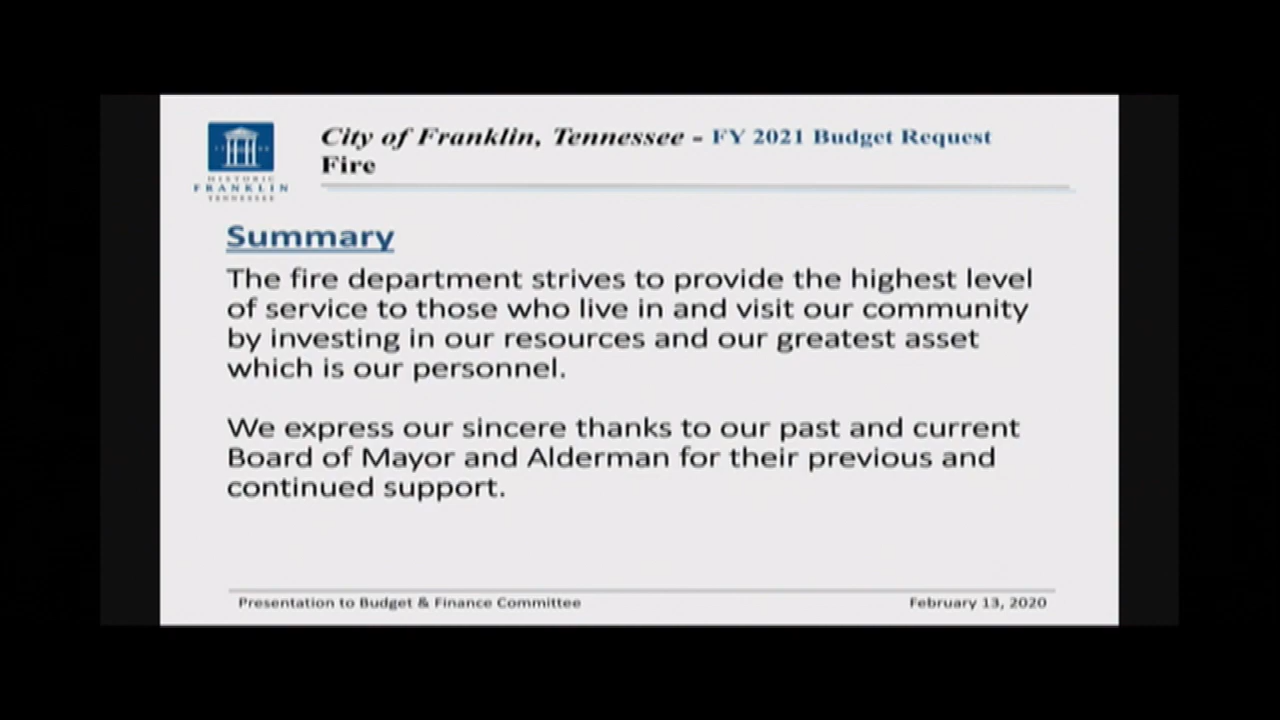 HISTORIC
FRANKLIN
TENNESSEE
City of Franklin, Tennessee - FY 2021 Budget Request
Fire
Summary
The fire department strives to provide the highest level
of service to those who live in and visit our community
by investing in our resources and our greatest asset
which is our personnel.
We express our sincere thanks to our past and current
Board of Mayor and Alderman for their previous and
continued support.
Presentation to Budget & Finance Committee
February 13, 2020